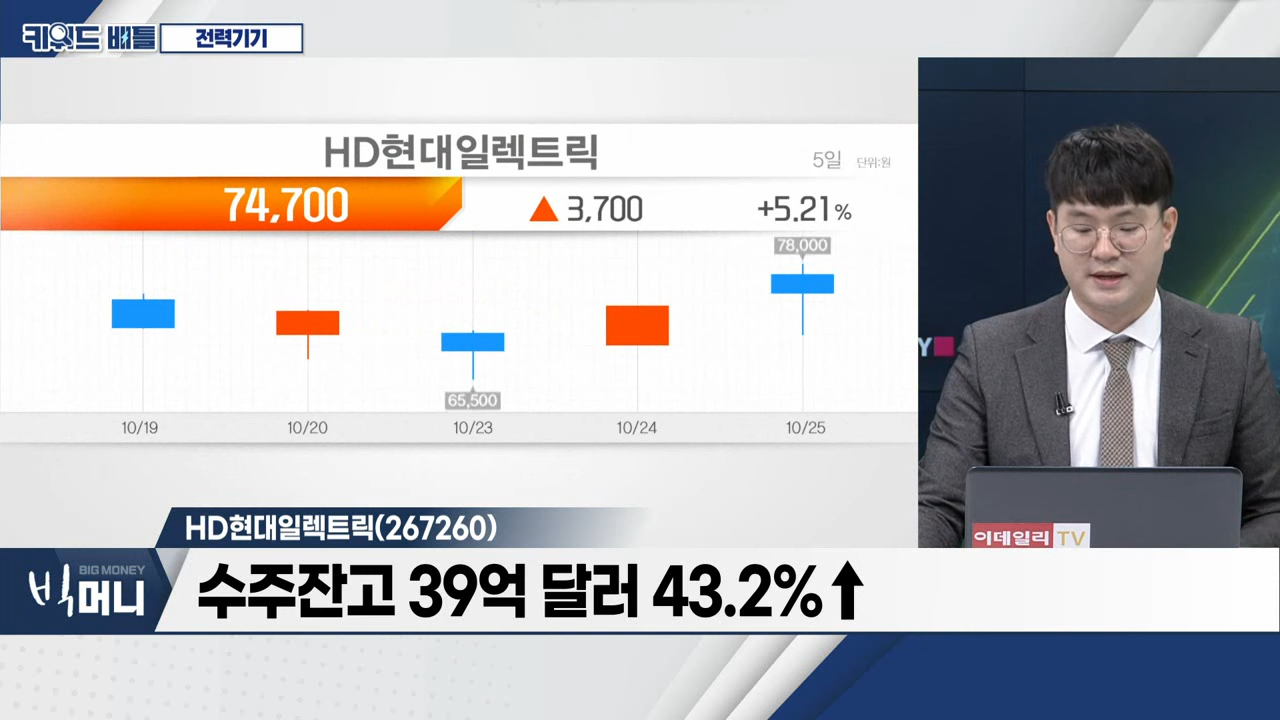 키워드 배틀
전력기기
HD현대일렉트릭
5일 단위:원
74,700
▲ 3,700
+5.21%
78,000
65,500
10/19
10/20
10/23
10/24
10/25
Y
이데일리 TV
HD현대일렉트릭(267260)
BIG MONEY
빅머니
수주잔고 39억 달러 43.2%↑